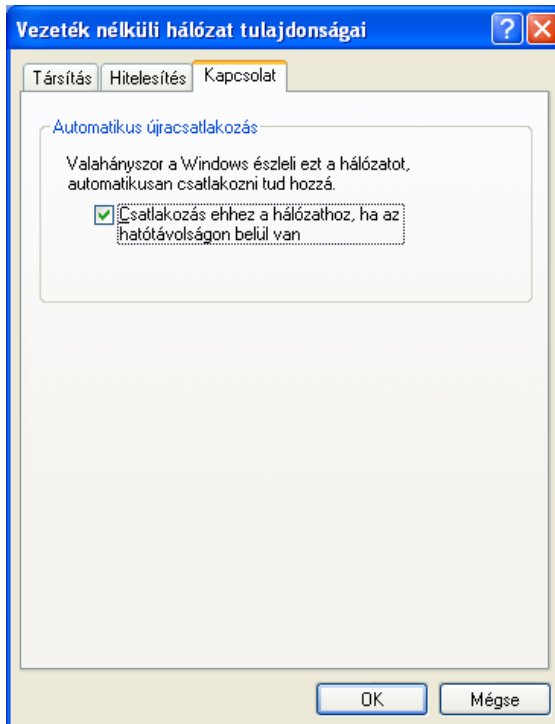 Vezeték nélküli hálózat tulajdonságai
Társítás Hitelesítés Kapcsolat
Automatikus újracsatlakozás
Valahányszor a Windows észleli ezt a hálózatot,
automatikusan csatlakozni tud hozzá.
Csatlakozás ehhez a hálózathoz, ha az
hatótávolságon belül van
OK Mégse